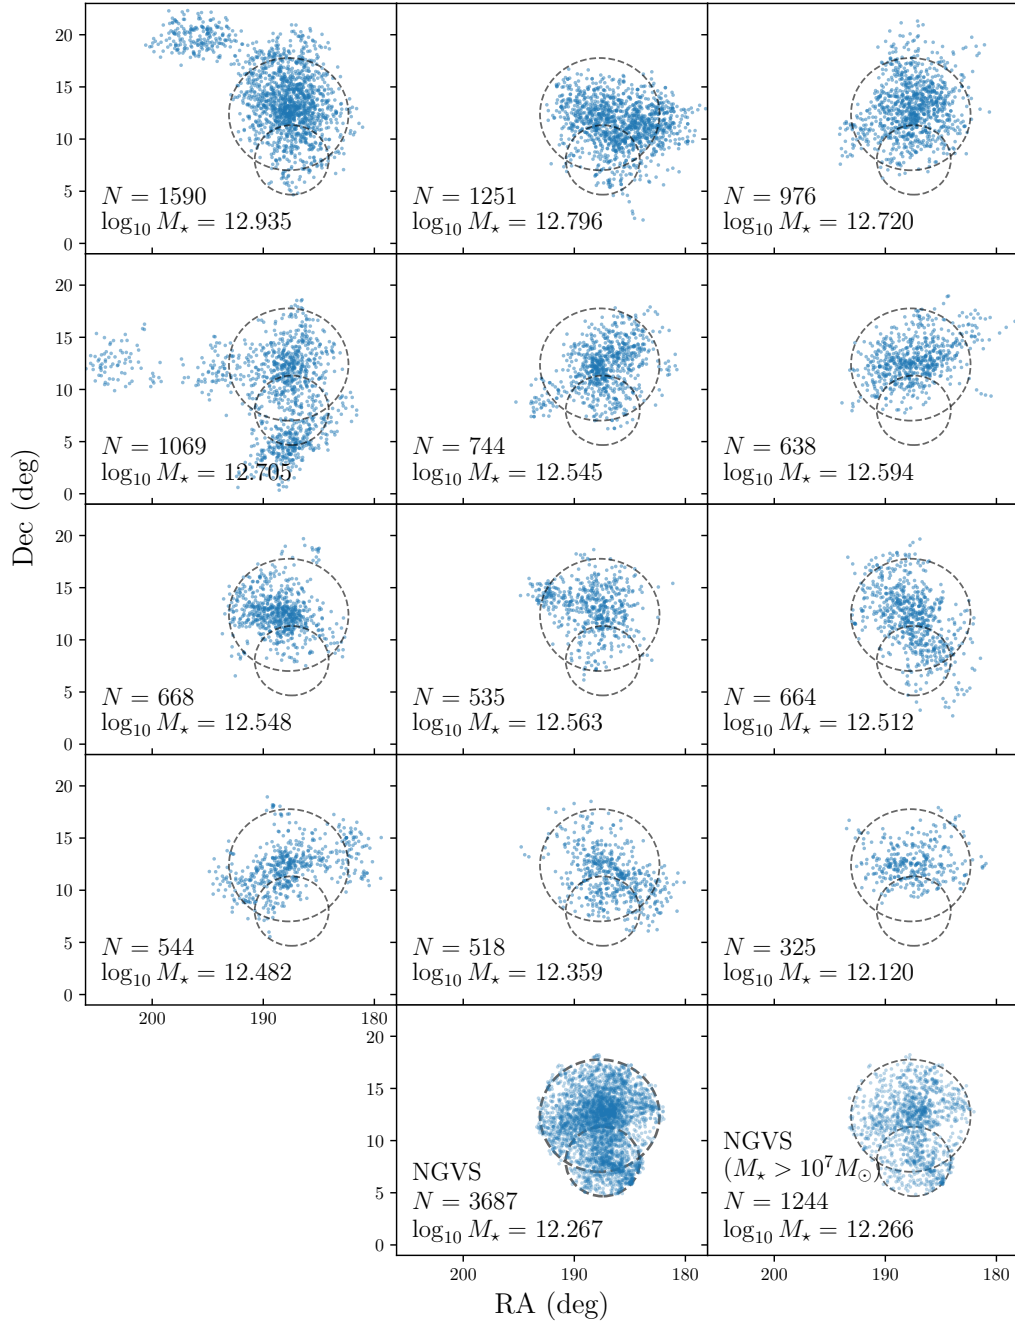 20
15
10
5
0
N = 1590
log₁₀ M⋆ = 12.935
N = 1251
log₁₀ M⋆ = 12.796
N = 976
log₁₀ M⋆ = 12.720
20
15
10
5
0
N = 1069
log₁₀ M⋆ = 12.705
N = 744
log₁₀ M⋆ = 12.545
N = 638
log₁₀ M⋆ = 12.594
Dec (deg)
20
15
10
5
0
N = 668
log₁₀ M⋆ = 12.548
N = 535
log₁₀ M⋆ = 12.563
N = 664
log₁₀ M⋆ = 12.512
20
15
10
5
0
N = 544
log₁₀ M⋆ = 12.482
N = 518
log₁₀ M⋆ = 12.359
N = 325
log₁₀ M⋆ = 12.120
200 190 180
20
15
10
5
0
NGVS
N = 3687
log₁₀ M⋆ = 12.267
NGVS
(M⋆ > 10⁷M⊙)
N = 1244
log₁₀ M⋆ = 12.266
200 190 180
200 190 180
RA (deg)